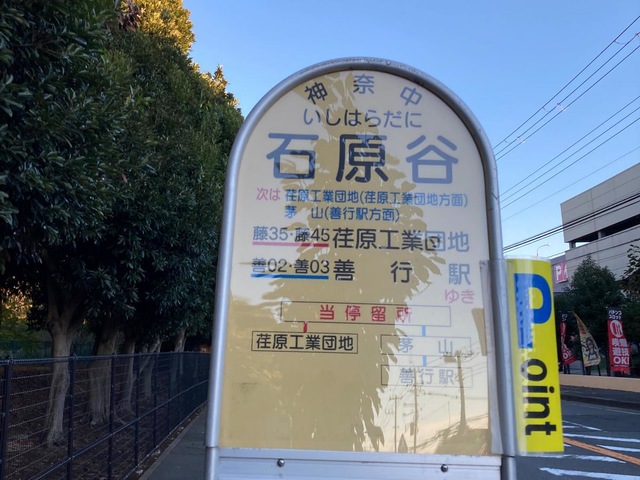 神奈中
いしはらだに
石原谷
次は 荏原工業団地(荏原工業団地方面)
茅 山(善行駅方面)
藤35・藤45 荏原工業団地
善02・善03 善 行 駅
ゆき
当停留所
荏原工業団地
茅 山
善行駅
Point
P